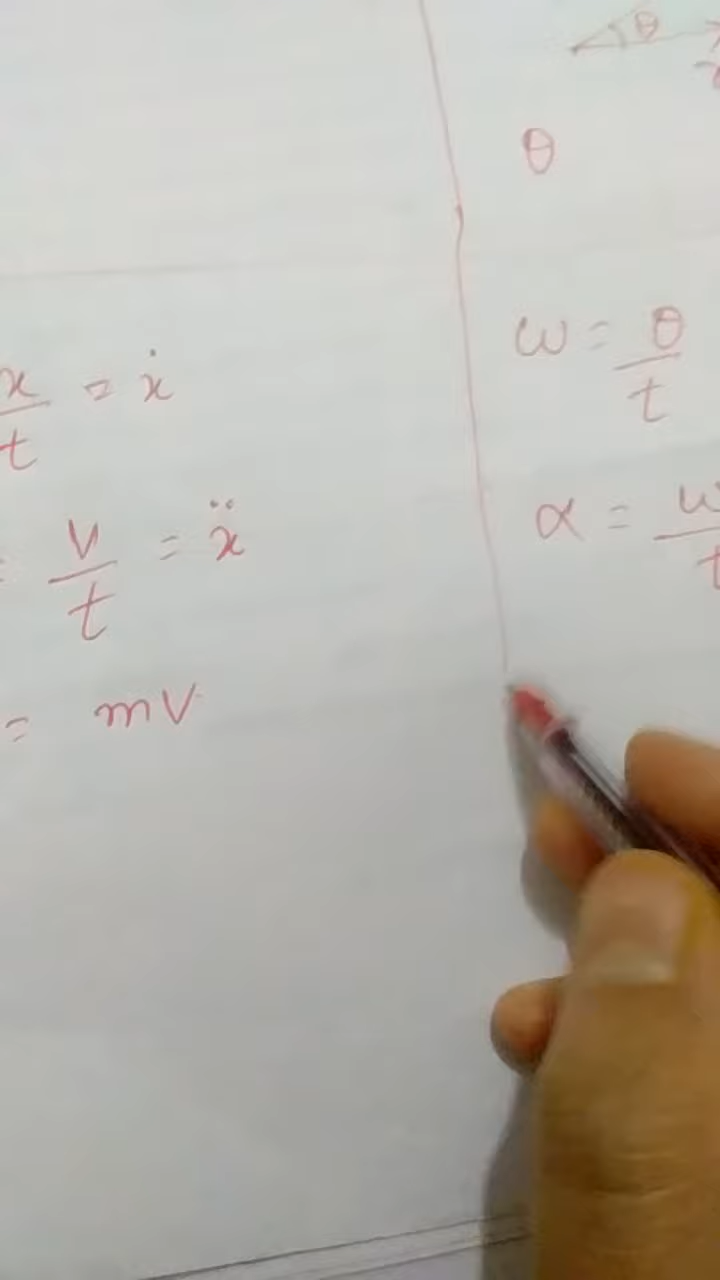 θ
θ
x/t = ẋ
= v/t = ẍ
= mv
ω = θ/t
α = ω/t